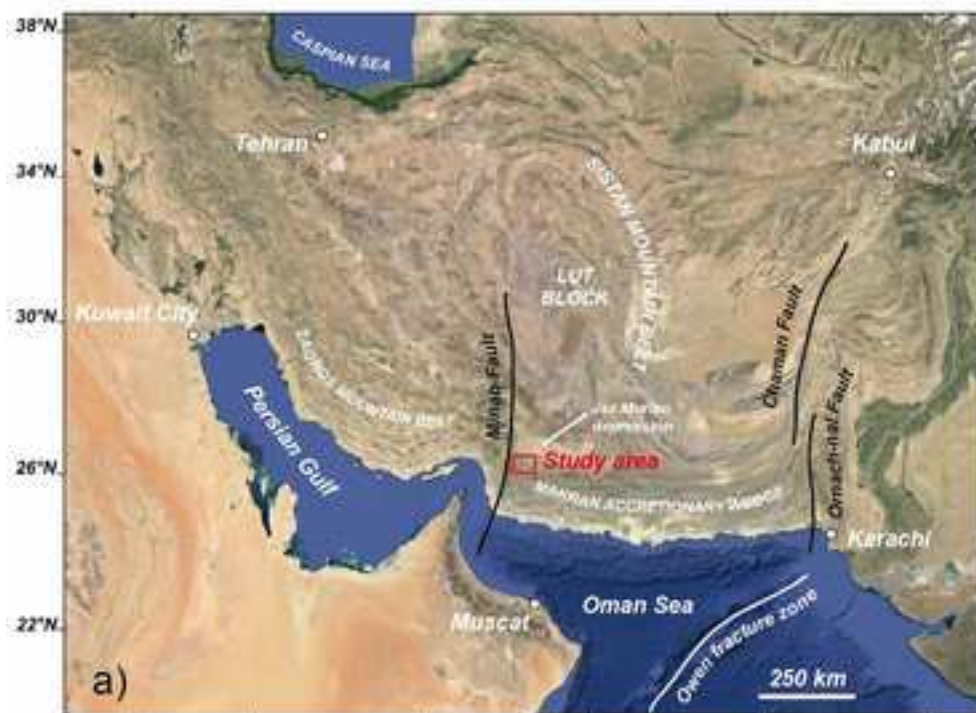 38°N
CASPIAN SEA
Tehran
Kabul
34°N
SISTAN MOUNTAIN BELT
LUT
BLOCK
30°N
Kuwait City
Minab Fault
Chaman Fault
ZAGROS MOUNTAIN BELT
Persian Gulf
Jaz Murian
depression
Ornach-nal Fault
26°N
Study area
MAKRAN ACCRETIONARY WEDGE
Karachi
Oman Sea
Muscat
22°N
Owen fracture zone
250 km
a)